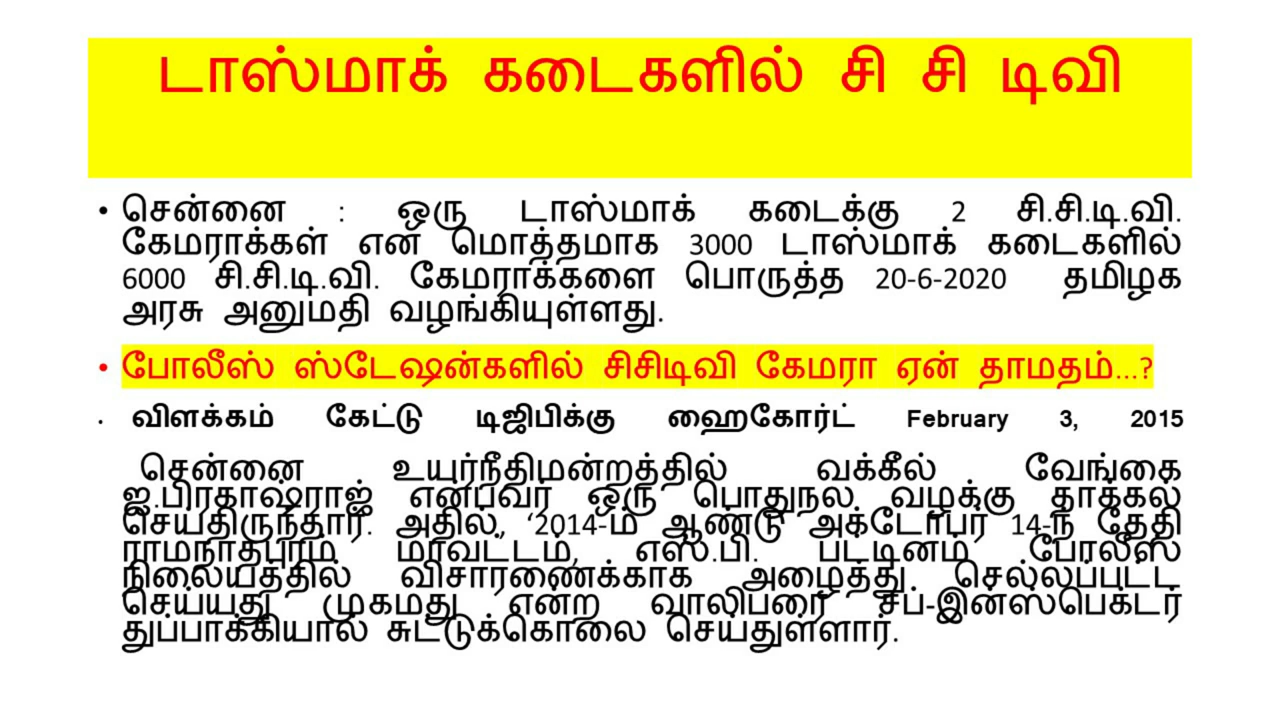 டாஸ்மாக் கடைகளில் சி சி டிவி
• சென்னை : ஒரு டாஸ்மாக் கடைக்கு 2 சி.சி.டி.வி.
கேமராக்கள் என மொத்தமாக 3000 டாஸ்மாக் கடைகளில்
6000 சி.சி.டி.வி. கேமராக்களை பொருத்த 20-6-2020 தமிழக
அரசு அனுமதி வழங்கியுள்ளது.
• போலீஸ் ஸ்டேஷன்களில் சிசிடிவி கேமரா ஏன் தாமதம்...?
• விளக்கம் கேட்டு டிஜிபிக்கு ஹைகோர்ட் February 3, 2015
சென்னை உயர்நீதிமன்றத்தில் வக்கீல் வேங்கை
ஐ.பிரகாஷ்ராஜ் என்பவர் ஒரு பொதுநல வழக்கு தாக்கல்
செய்திருந்தார். அதில், ‘2014-ம் ஆண்டு அக்டோபர் 14-ந் தேதி
ராமநாதபுரம் மாவட்டம், எஸ்.பி. பட்டினம் போலீஸ்
நிலையத்தில் விசாரணைக்காக அழைத்து செல்லப்பட்ட
செய்யது முகமது என்ற வாலிபரை சப்-இன்ஸ்பெக்டர்
துப்பாக்கியால் சுட்டுக்கொலை செய்துள்ளார்.